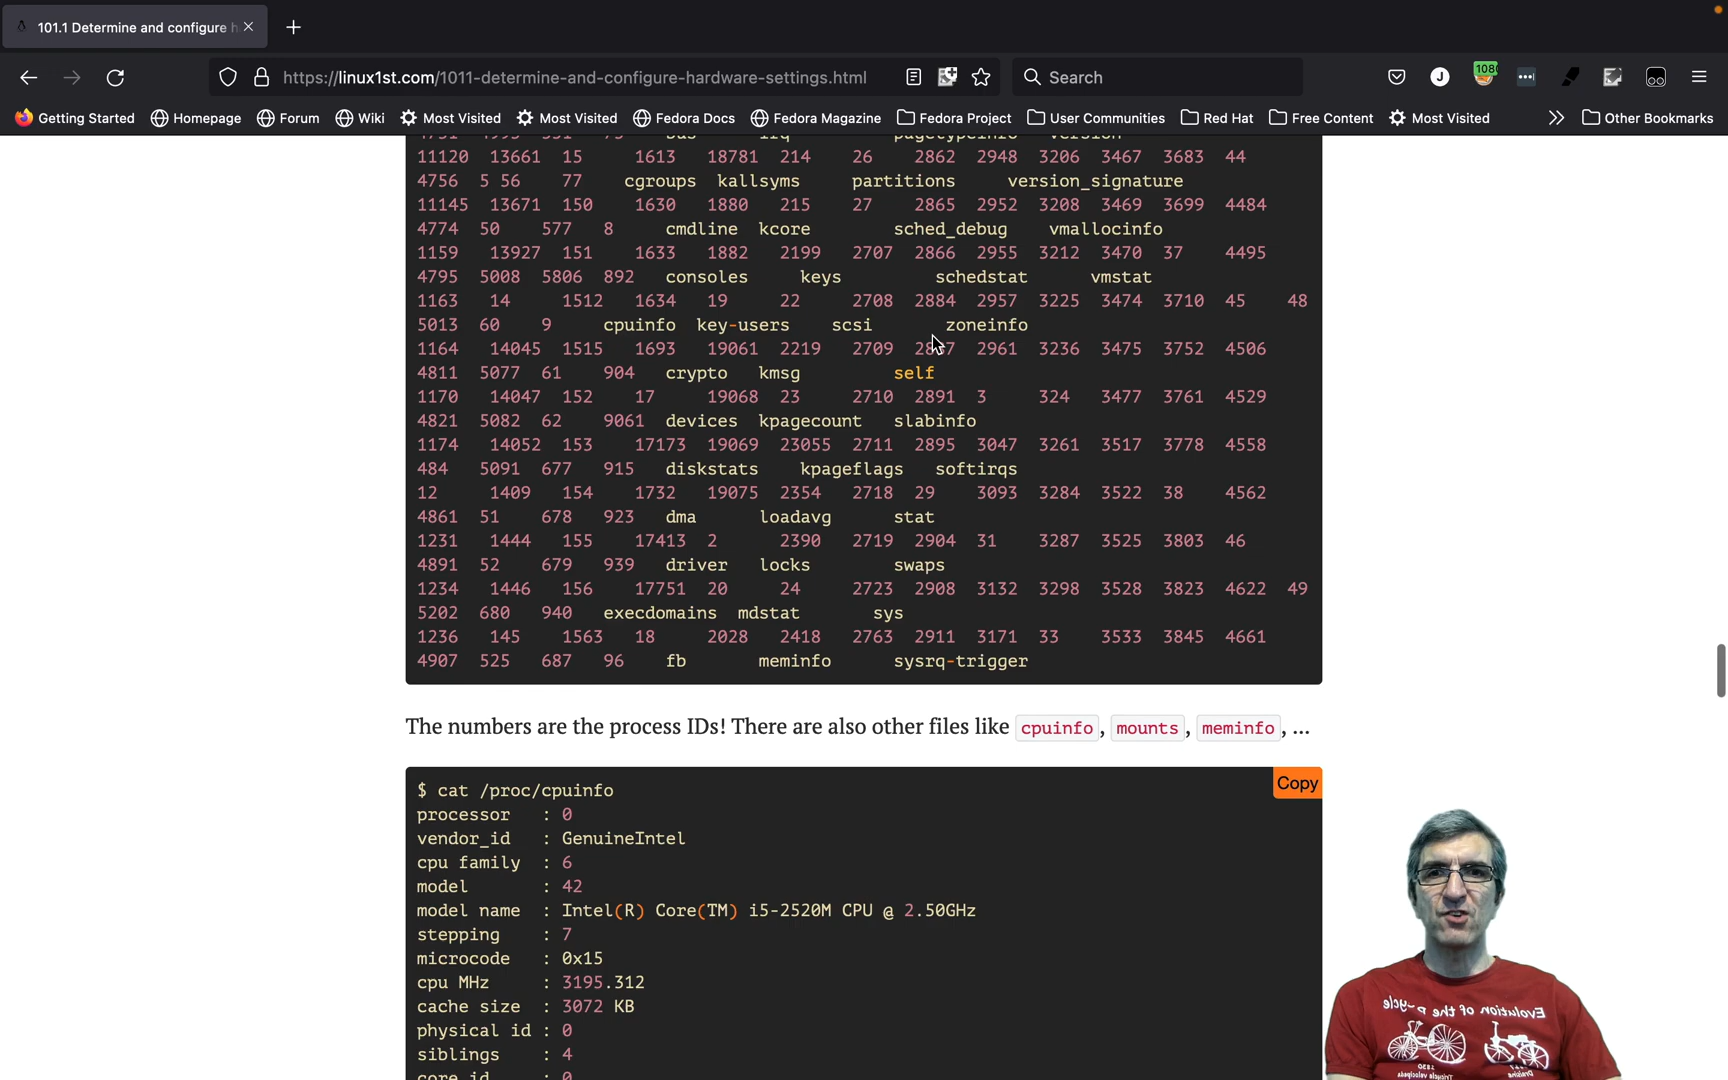 101.1 Determine and configure h
https://linux1st.com/1011-determine-and-configure-hardware-settings.html
Search
J
108
Getting Started Homepage Forum Wiki Most Visited Most Visited Fedora Docs Fedora Magazine Fedora Project User Communities Red Hat Free Content Most Visited Other Bookmarks
11120 13661 15 1613 18781 214 26 2862 2948 3206 3467 3683 44
4756 5 56 77 cgroups kallsyms partitions version_signature
11145 13671 150 1630 1880 215 27 2865 2952 3208 3469 3699 4484
4774 50 577 8 cmdline kcore sched_debug vmallocinfo
1159 13927 151 1633 1882 2199 2707 2866 2955 3212 3470 37 4495
4795 5008 5806 892 consoles keys schedstat vmstat
1163 14 1512 1634 19 22 2708 2884 2957 3225 3474 3710 45 48
5013 60 9 cpuinfo key-users scsi zoneinfo
1164 14045 1515 1693 19061 2219 2709 2961 3236 3475 3752 4506
4811 5077 61 904 crypto kmsg self
1170 14047 152 17 19068 23 2710 2891 3 324 3477 3761 4529
4821 5082 62 9061 devices kpagecount slabinfo
1174 14052 153 17173 19069 23055 2711 2895 3047 3261 3517 3778 4558
484 5091 677 915 diskstats kpageflags softirqs
12 1409 154 1732 19075 2354 2718 29 3093 3284 3522 38 4562
4861 51 678 923 dma loadavg stat
1231 1444 155 17413 2 2390 2719 2904 31 3287 3525 3803 46
4891 52 679 939 driver locks swaps
1234 1446 156 17751 20 24 2723 2908 3132 3298 3528 3823 4622 49
5202 680 940 execdomains mdstat sys
1236 145 1563 18 2028 2418 2763 2911 3171 33 3533 3845 4661
4907 525 687 96 fb meminfo sysrq-trigger
The numbers are the process IDs! There are also other files like cpuinfo, mounts, meminfo, ...
Copy
$ cat /proc/cpuinfo
processor : 0
vendor_id : GenuineIntel
cpu family : 6
model : 42
model name : Intel(R) Core(TM) i5-2520M CPU @ 2.50GHz
stepping : 7
microcode : 0x15
cpu MHz : 3195.312
cache size : 3072 KB
physical id : 0
siblings : 4
core id : 0
Evolution of the cycle